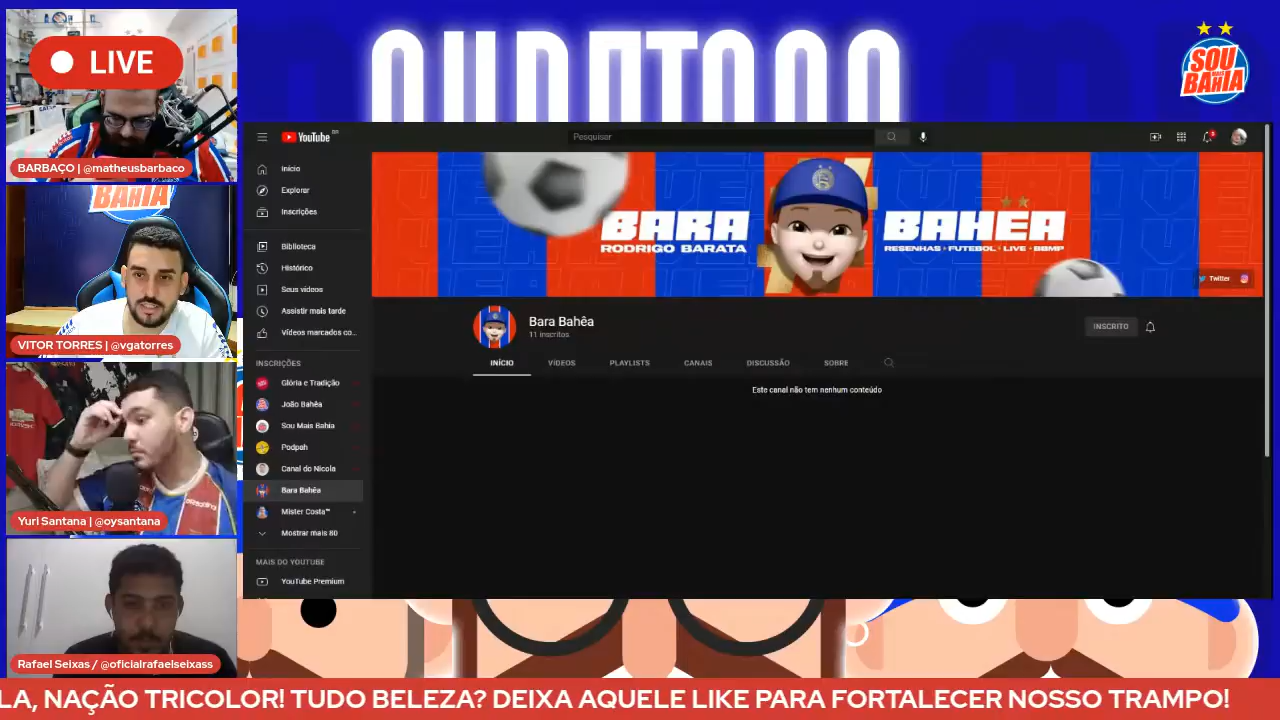 LIVE
BARBAÇO | @matheusbarbaco
BAHIA
VITOR TORRES | @vgatorres
Yuri Santana | @oysantana
Rafael Seixas / @oficialrafaelseixass
SOU
MAIS
BAHIA
YouTube BR
Pesquisar
Início
Explorar
Inscrições
Biblioteca
Histórico
Seus vídeos
Assistir mais tarde
Vídeos marcados co...
INSCRIÇÕES
Glória e Tradição
João Bahêa
Sou Mais Bahia
Podpah
Canal do Nicola
Bara Bahêa
Mister Costa™
Mostrar mais 80
MAIS DO YOUTUBE
YouTube Premium
BARA
RODRIGO BARATA
BAHEA
RESENHAS • FUTEBOL • LIVE • BBMP
Twitter
Bara Bahêa
11 inscritos
INSCRITO
INÍCIO VÍDEOS PLAYLISTS CANAIS DISCUSSÃO SOBRE
Este canal não tem nenhum conteúdo
LA, NAÇÃO TRICOLOR! TUDO BELEZA? DEIXA AQUELE LIKE PARA FORTALECER NOSSO TRAMPO!